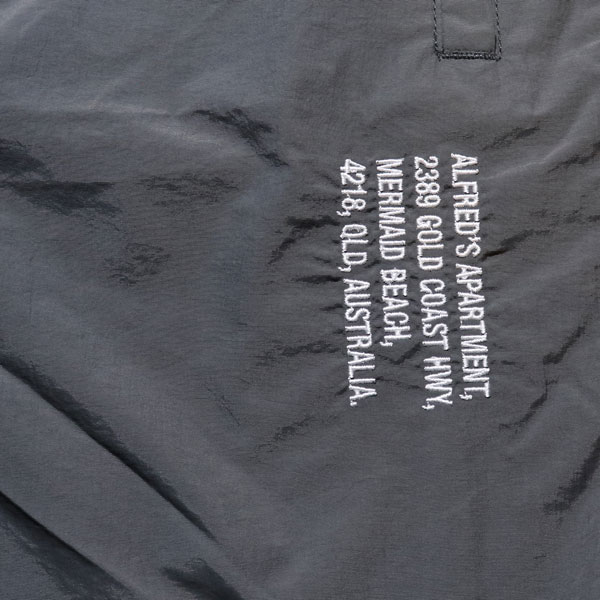 ALFRED'S APARTMENT,
2389 GOLD COAST HWY,
MERMAID BEACH,
4218, QLD, AUSTRALIA.